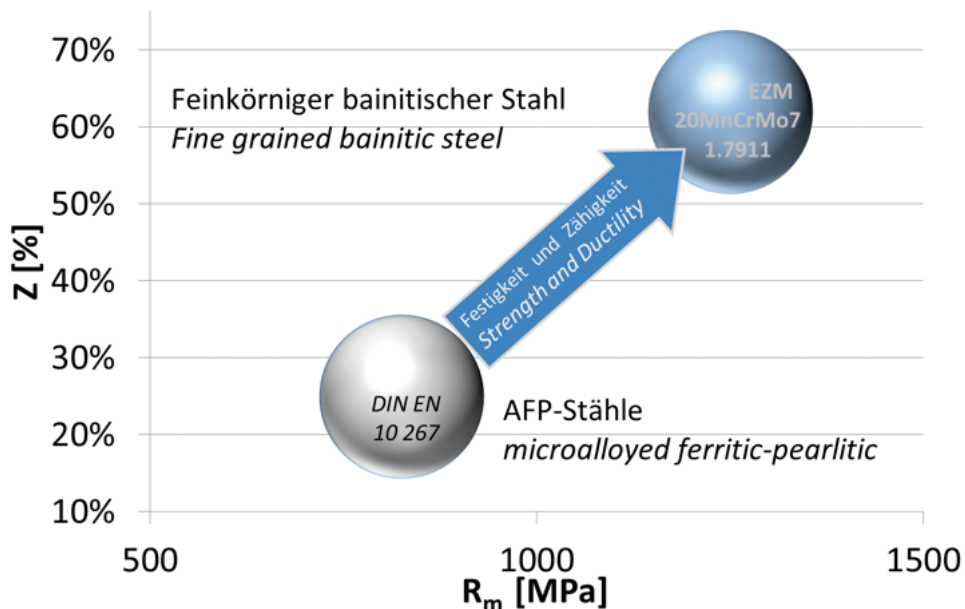 70%
60%
50%
40%
30%
20%
10%
Z [%]
Feinkörniger bainitischer Stahl
Fine grained bainitic steel
EZM
20MnCrMo7
1.7911
Festigkeit und Zähigkeit
Strength and Ductility
DIN EN
10 267
AFP-Stähle
microalloyed ferritic-pearlitic
500
1000
1500
Rm [MPa]